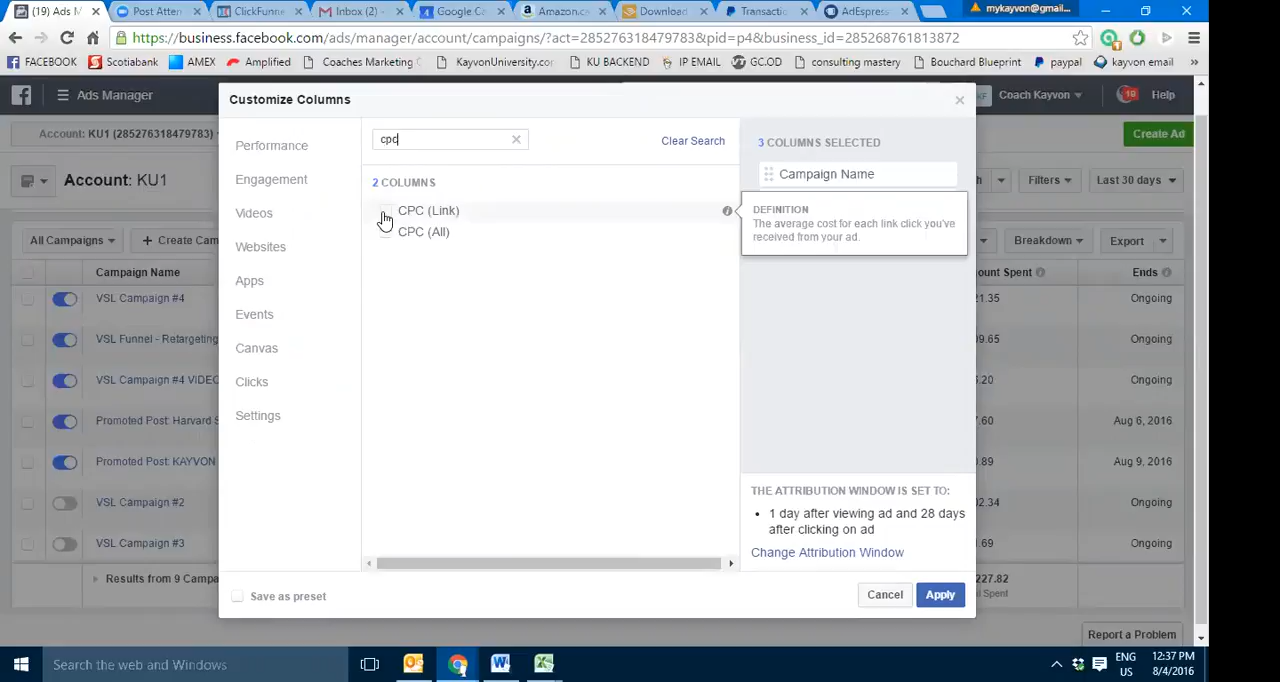 (19) Ads M
Post Atten
ClickFunne
Inbox (2) -
Google Ca
Amazon.c
Download
Transactio
AdEspres
mykayvon@gmail...
https://business.facebook.com/ads/manager/account/campaigns/?act=285276318479783&pid=p4&business_id=285268761813872
FACEBOOK
Scotiabank
AMEX
Amplified
Coaches Marketing
KayvonUniversity.co
KU BACKEND
IP EMAIL
GC.OD
consulting mastery
Bouchard Blueprint
paypal
kayvon email
»
Ads Manager
Customize Columns
Coach Kayvon
18
Help
Account: KU1 (285276318479783)
Performance
cpc
Clear Search
3 COLUMNS SELECTED
Create Ad
Account: KU1
Engagement
2 COLUMNS
Campaign Name
Filters
Last 30 days
Videos
CPC (Link)
DEFINITION
The average cost for each link click you've
received from your ad.
CPC (All)
All Campaigns
+ Create Cam
Websites
Breakdown
Export
Campaign Name
Apps
ount Spent
Ends
VSL Campaign #4
21.35
Ongoing
Events
VSL Funnel - Retargeting
9.65
Ongoing
Canvas
VSL Campaign #4 VIDEO
Clicks
.20
Ongoing
Promoted Post: Harvard S
Settings
.60
Aug 6, 2016
Promoted Post: KAYVON
0.89
Aug 9, 2016
VSL Campaign #2
02.34
Ongoing
THE ATTRIBUTION WINDOW IS SET TO:
• 1 day after viewing ad and 28 days
after clicking on ad
Change Attribution Window
VSL Campaign #3
.69
Ongoing
Results from 9 Campa
227.82
l Spent
Save as preset
Cancel
Apply
Report a Problem
Search the web and Windows
ENG
US
12:37 PM
8/4/2016